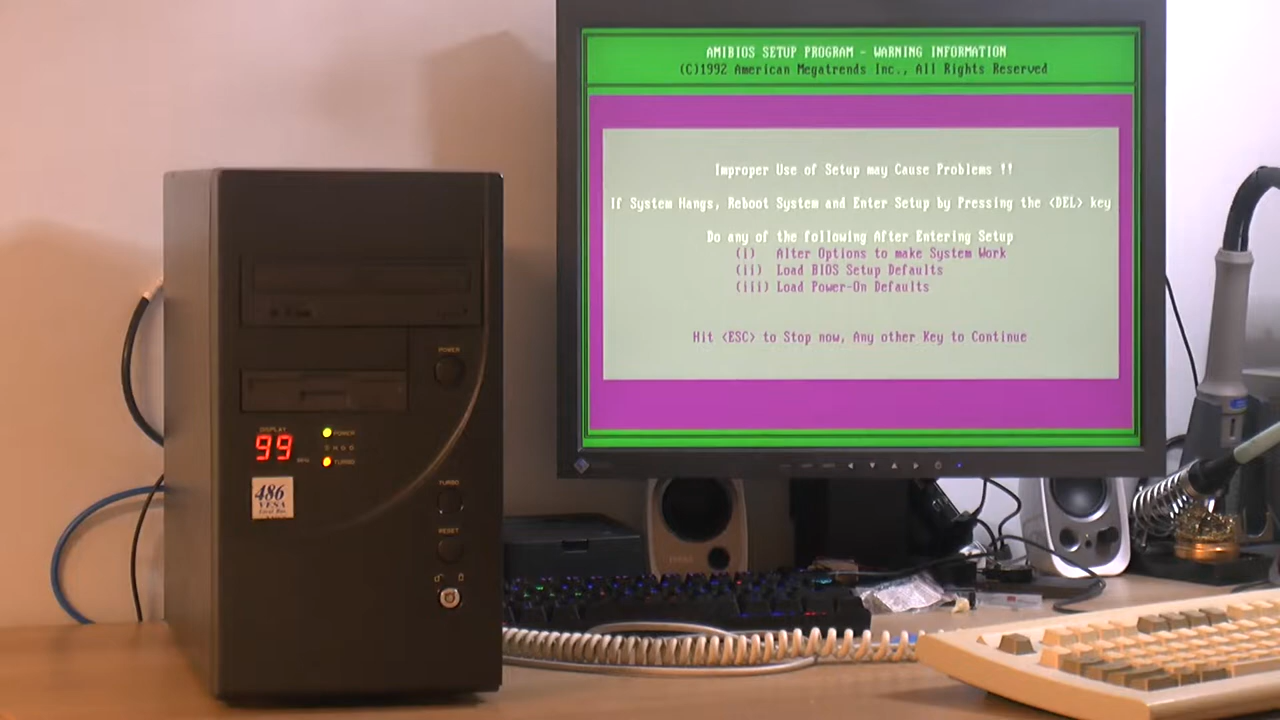 AMIBIOS SETUP PROGRAM - WARNING INFORMATION
(C)1992 American Megatrends Inc., All Rights Reserved
Improper Use of Setup may Cause Problems !!
If System Hangs, Reboot System and Enter Setup by Pressing the <DEL> key
Do any of the following After Entering Setup
(i) Alter Options to make System Work
(ii) Load BIOS Setup Defaults
(iii) Load Power-On Defaults
Hit <ESC> to Stop now, Any other Key to Continue
POWER
DISPLAY
99
POWER
TURBO
486
VESA
Local Bus
TURBO
RESET